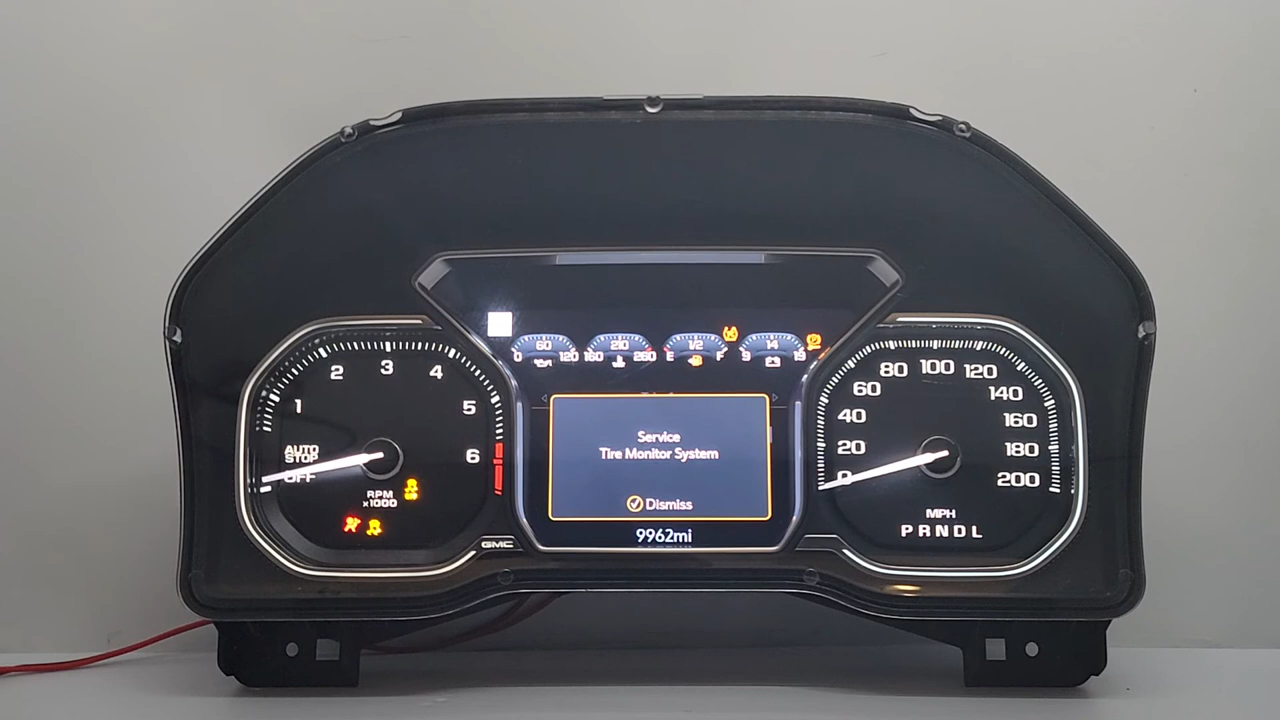 60
0 120
210
160 260
1/2
E F
14
9 19
1 2 3 4 5 6
AUTO
STOP
OFF
RPM
x1000
GMC
Service
Tire Monitor System
Dismiss
9962mi
0 20 40 60 80 100 120 140 160 180 200
MPH
PRNDL